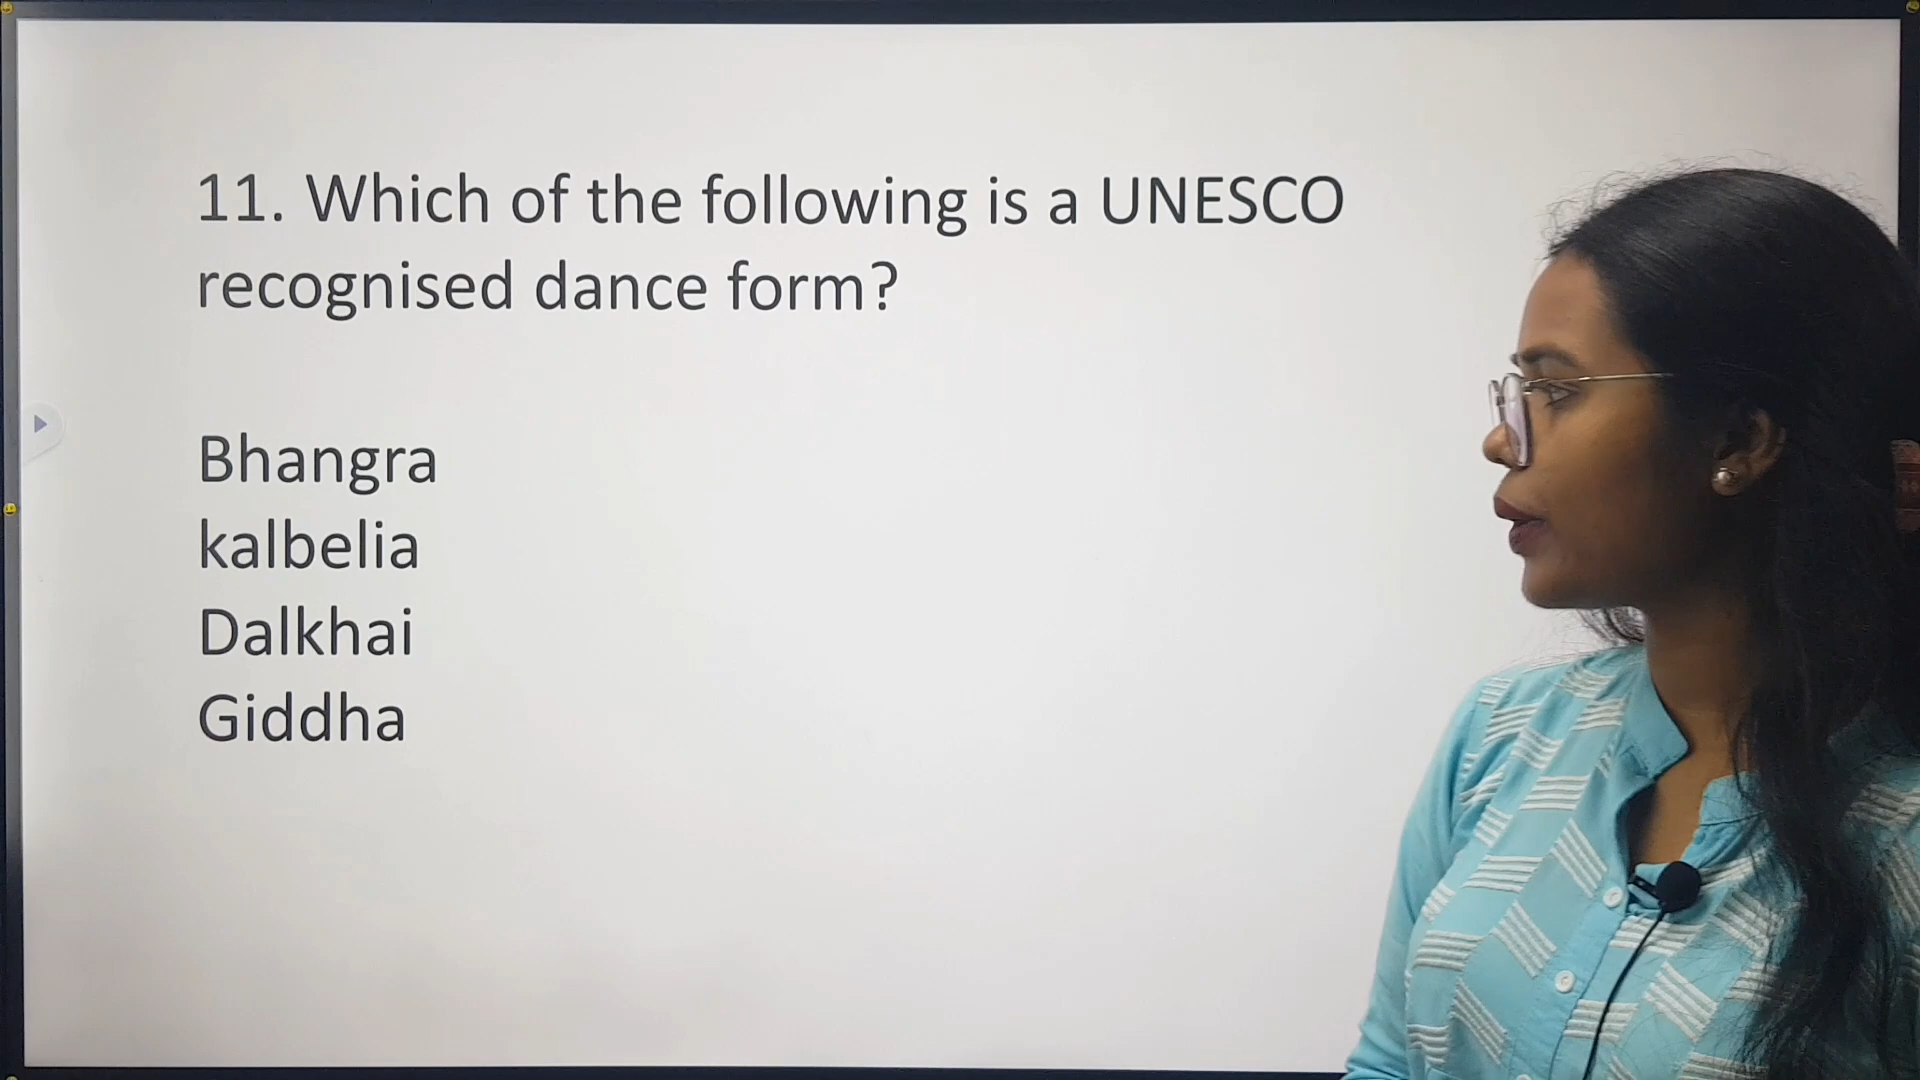 11. Which of the following is a UNESCO
recognised dance form?
Bhangra
kalbelia
Dalkhai
Giddha